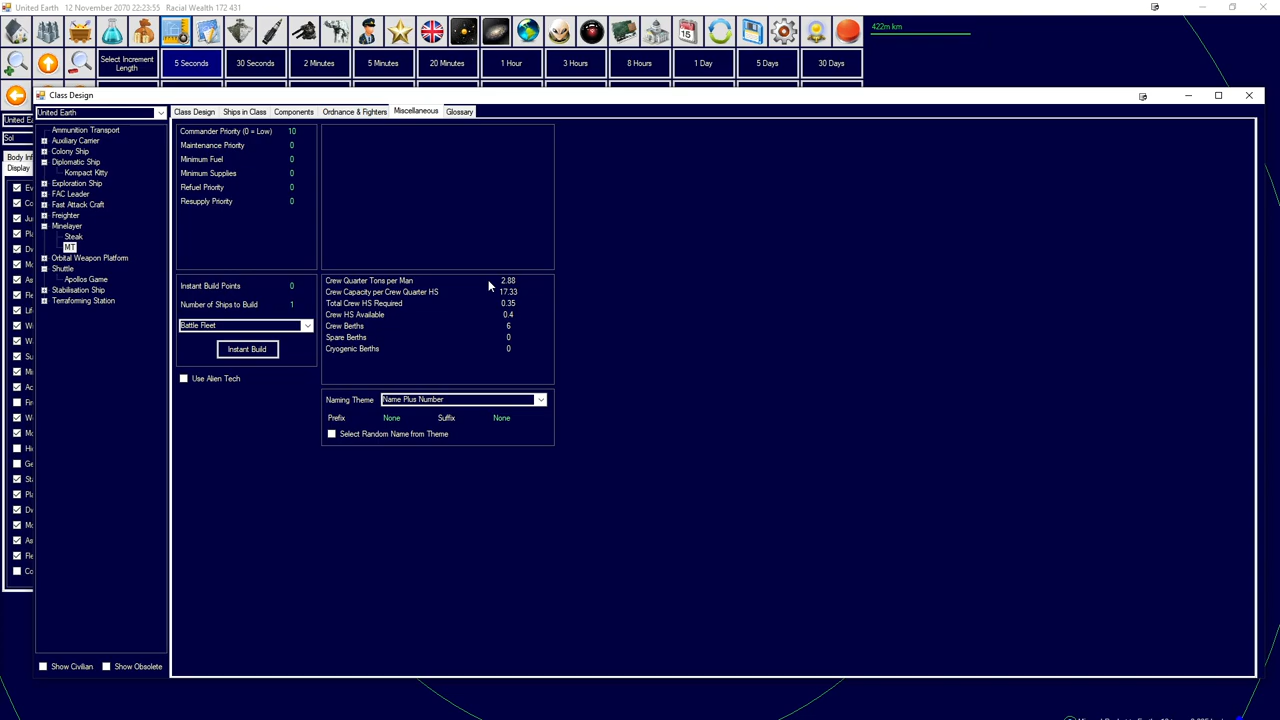 United Earth 12 November 2070 22:23:55 Racial Wealth 172 431
422m km
Select Increment Length
5 Seconds
30 Seconds
2 Minutes
5 Minutes
20 Minutes
1 Hour
3 Hours
8 Hours
1 Day
5 Days
30 Days
Class Design
United Earth
Class Design
Ships in Class
Components
Ordnance & Fighters
Miscellaneous
Glossary
United Ea
Sol
Body Inf
Display
Ammunition Transport
Auxiliary Carrier
Colony Ship
Diplomatic Ship
Kompact Kitty
Exploration Ship
FAC Leader
Fast Attack Craft
Freighter
Minelayer
Steak
MT
Orbital Weapon Platform
Shuttle
Apollos Game
Stabilisation Ship
Terraforming Station
Show Civilian
Show Obsolete
Commander Priority (0 = Low) 10
Maintenance Priority 0
Minimum Fuel 0
Minimum Supplies 0
Refuel Priority 0
Resupply Priority 0
Instant Build Points 0
Number of Ships to Build 1
Battle Fleet
Instant Build
Use Alien Tech
Crew Quarter Tons per Man 2.88
Crew Capacity per Crew Quarter HS 17.33
Total Crew HS Required 0.35
Crew HS Available 0.4
Crew Berths 6
Spare Berths 0
Cryogenic Berths 0
Naming Theme Name Plus Number
Prefix None Suffix None
Select Random Name from Theme